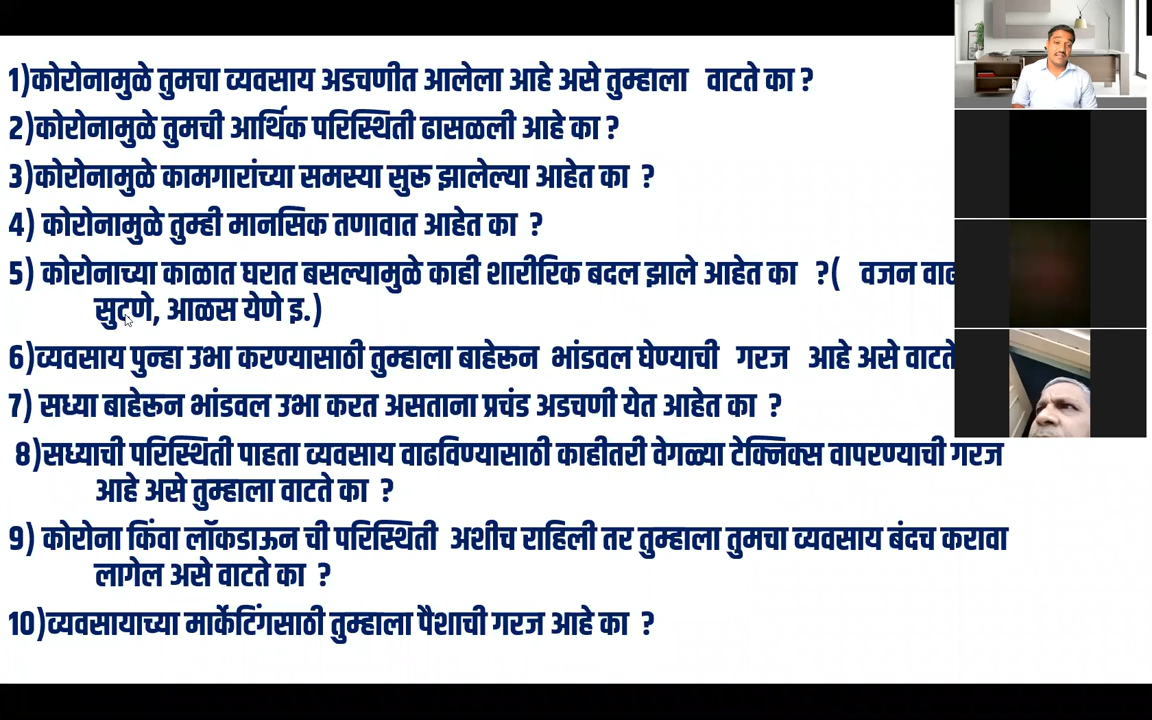 1)कोरोनामुळे तुमचा व्यवसाय अडचणीत आलेला आहे असे तुम्हाला वाटते का ?
2)कोरोनामुळे तुमची आर्थिक परिस्थिती ढासळली आहे का ?
3)कोरोनामुळे कामगारांच्या समस्या सुरू झालेल्या आहेत का ?
4) कोरोनामुळे तुम्ही मानसिक तणावात आहेत का ?
5) कोरोनाच्या काळात घरात बसल्यामुळे काही शारीरिक बदल झाले आहेत का ?( वजन
सुटणे, आळस येणे इ.)
6)व्यवसाय पुन्हा उभा करण्यासाठी तुम्हाला बाहेरून भांडवल घेण्याची गरज आहे असे वाटते
7) सध्या बाहेरून भांडवल उभा करत असताना प्रचंड अडचणी येत आहेत का ?
8)सध्याची परिस्थिती पाहता व्यवसाय वाढविण्यासाठी काहीतरी वेगळ्या टेक्निक्स वापरण्याची गरज
आहे असे तुम्हाला वाटते का ?
9) कोरोना किंवा लॉकडाऊन ची परिस्थिती अशीच राहिली तर तुम्हाला तुमचा व्यवसाय बंदच करावा
लागेल असे वाटते का ?
10)व्यवसायाच्या मार्केटिंगसाठी तुम्हाला पैशाची गरज आहे का ?